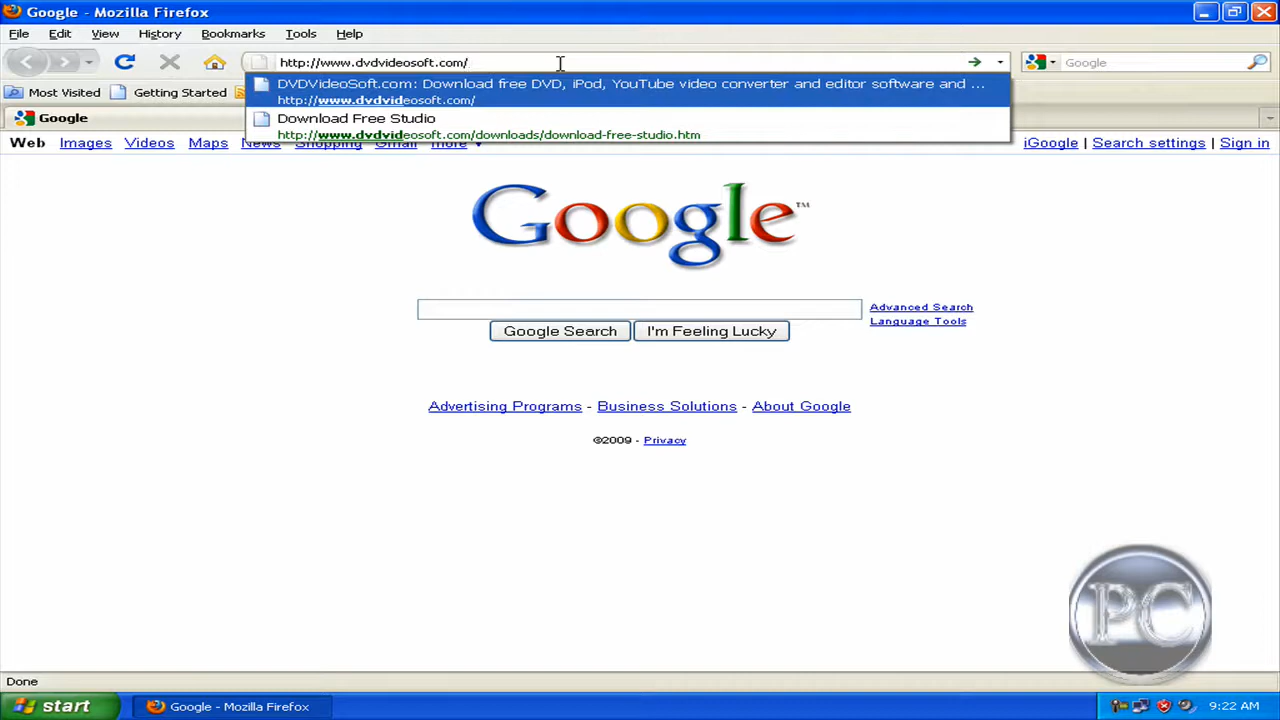 Google - Mozilla Firefox
File Edit View History Bookmarks Tools Help
http://www.dvdvideosoft.com/
Google
DVDVideoSoft.com: Download free DVD, iPod, YouTube video converter and editor software and ...
http://www.dvdvideosoft.com/
Most Visited Getting Started
Download Free Studio
http://www.dvdvideosoft.com/downloads/download-free-studio.htm
Google
Web Images Videos Maps News Shopping Gmail more
iGoogle | Search settings | Sign in
Google™
Advanced Search
Language Tools
Google Search I'm Feeling Lucky
Advertising Programs - Business Solutions - About Google
©2009 - Privacy
PC
Done
start Google - Mozilla Firefox 9:22 AM